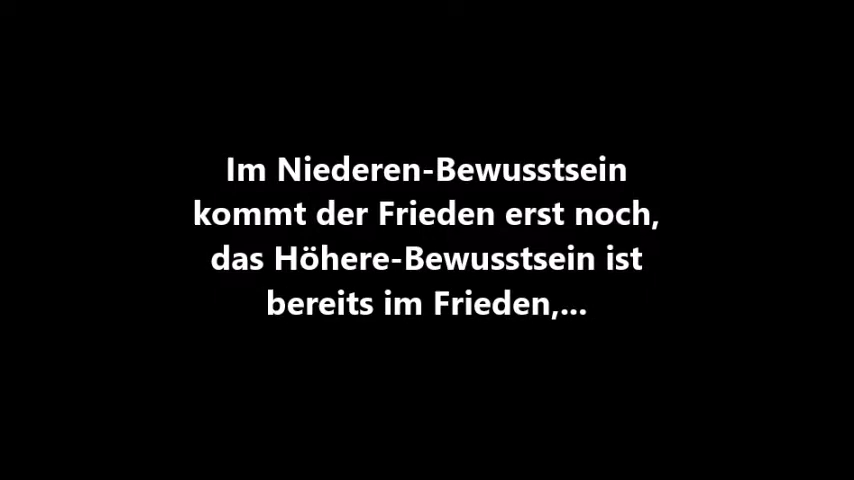 Im Niederen-Bewusstsein
kommt der Frieden erst noch,
das Höhere-Bewusstsein ist
bereits im Frieden,...